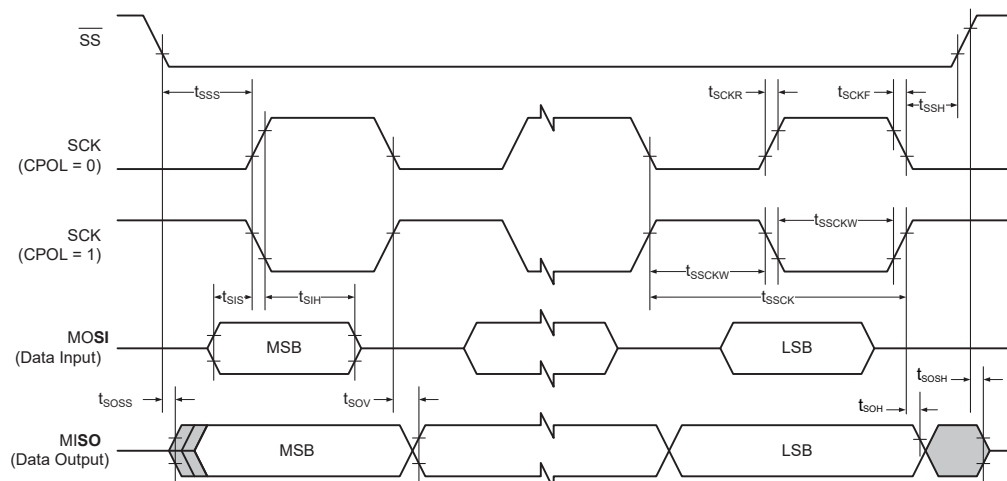 SS
tSSS
tSCKR
tSCKF
tSSH
SCK
(CPOL = 0)
SCK
(CPOL = 1)
tSSCKW
tSSCKW
tSIS
tSIH
tSSCK
MOSI
(Data Input)
MSB
LSB
tSOSS
tSOV
tSOH
tSOSH
MISO
(Data Output)
MSB
LSB